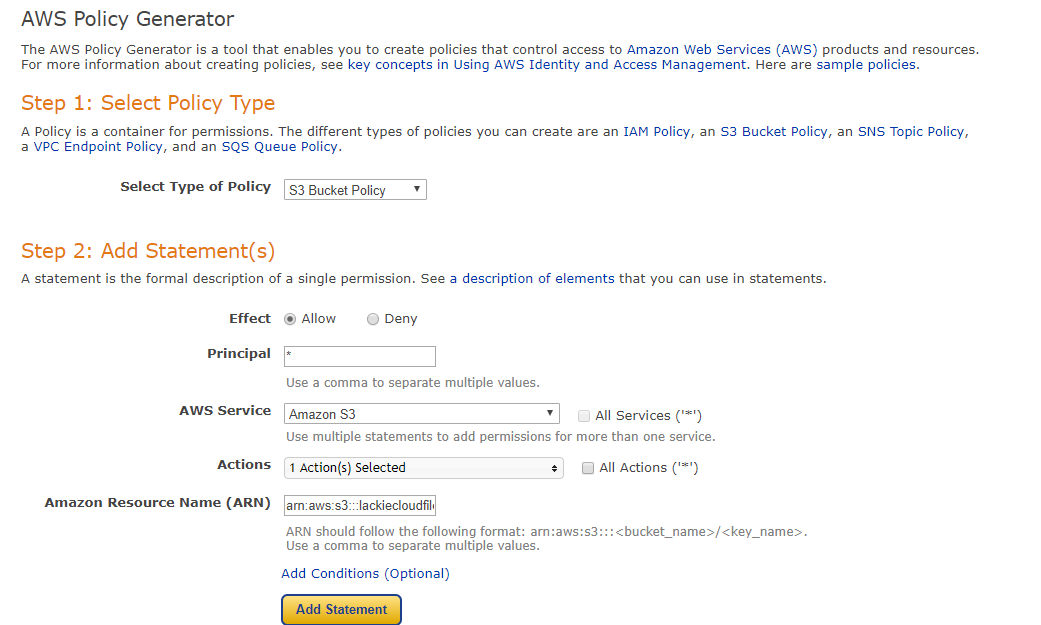 AWS Policy Generator
The AWS Policy Generator is a tool that enables you to create policies that control access to Amazon Web Services (AWS) products and resources.
For more information about creating policies, see key concepts in Using AWS Identity and Access Management. Here are sample policies.
Step 1: Select Policy Type
A Policy is a container for permissions. The different types of policies you can create are an IAM Policy, an S3 Bucket Policy, an SNS Topic Policy,
a VPC Endpoint Policy, and an SQS Queue Policy.
Select Type of Policy S3 Bucket Policy
Step 2: Add Statement(s)
A statement is the formal description of a single permission. See a description of elements that you can use in statements.
Effect Allow Deny
Principal *
Use a comma to separate multiple values.
AWS Service Amazon S3 All Services ('*')
Use multiple statements to add permissions for more than one service.
Actions 1 Action(s) Selected All Actions ('*')
Amazon Resource Name (ARN) arn:aws:s3:::lackiecloudfil
ARN should follow the following format: arn:aws:s3:::<bucket_name>/<key_name>.
Use a comma to separate multiple values.
Add Conditions (Optional)
Add Statement